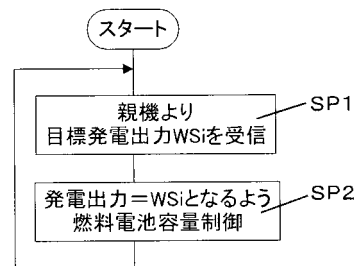 スタート
親機より
目標発電出力WSiを受信
SP1
発電出力=WSiとなるよう
燃料電池容量制御
SP2